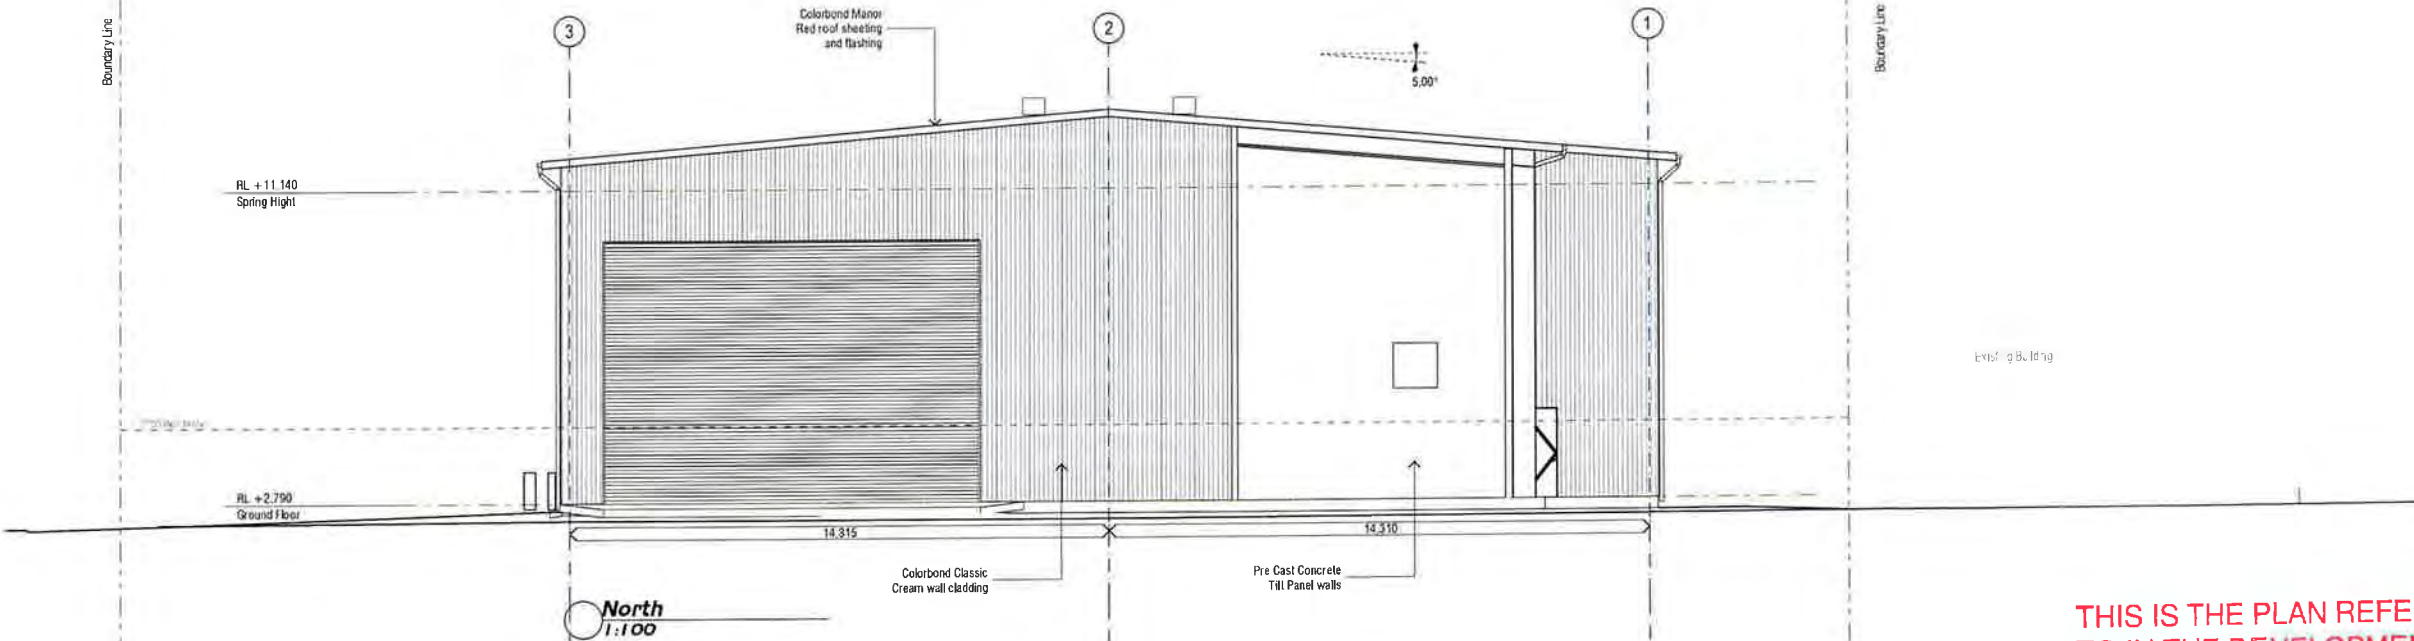 Boundary Line
3
Colorbond Manor
Red roof sheeting
and flashing
2
5.00°
1
Boundary Line
RL +11.140
Spring Hight
Existing Building
RL +2.790
Ground Floor
14,315
14,310
Colorbond Classic
Cream wall cladding
Pre Cast Concrete
Tilt Panel walls
North
1:100
THIS IS THE PLAN REFE